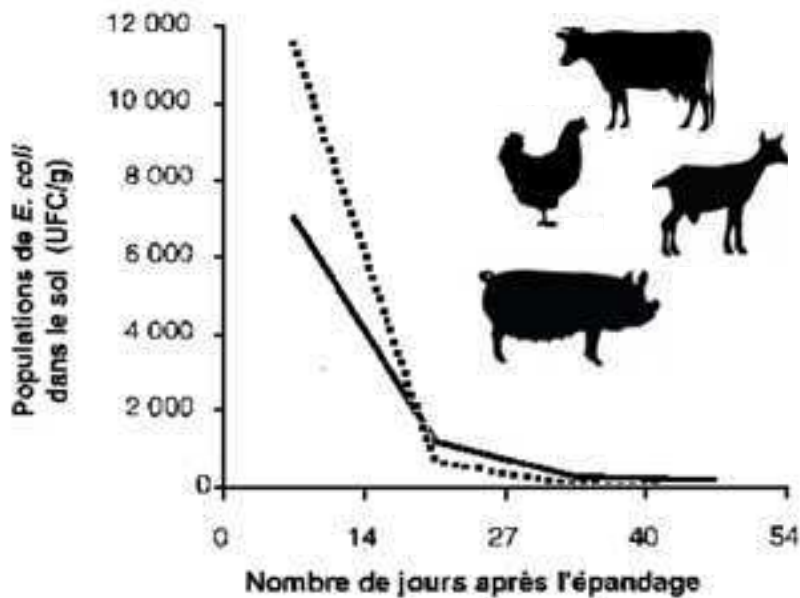 12 000
10 000
8 000
6 000
4 000
2 000
0
Populations de E. coli
dans le sol (UFC/g)
0 14 27 40 54
Nombre de jours après l'épandage